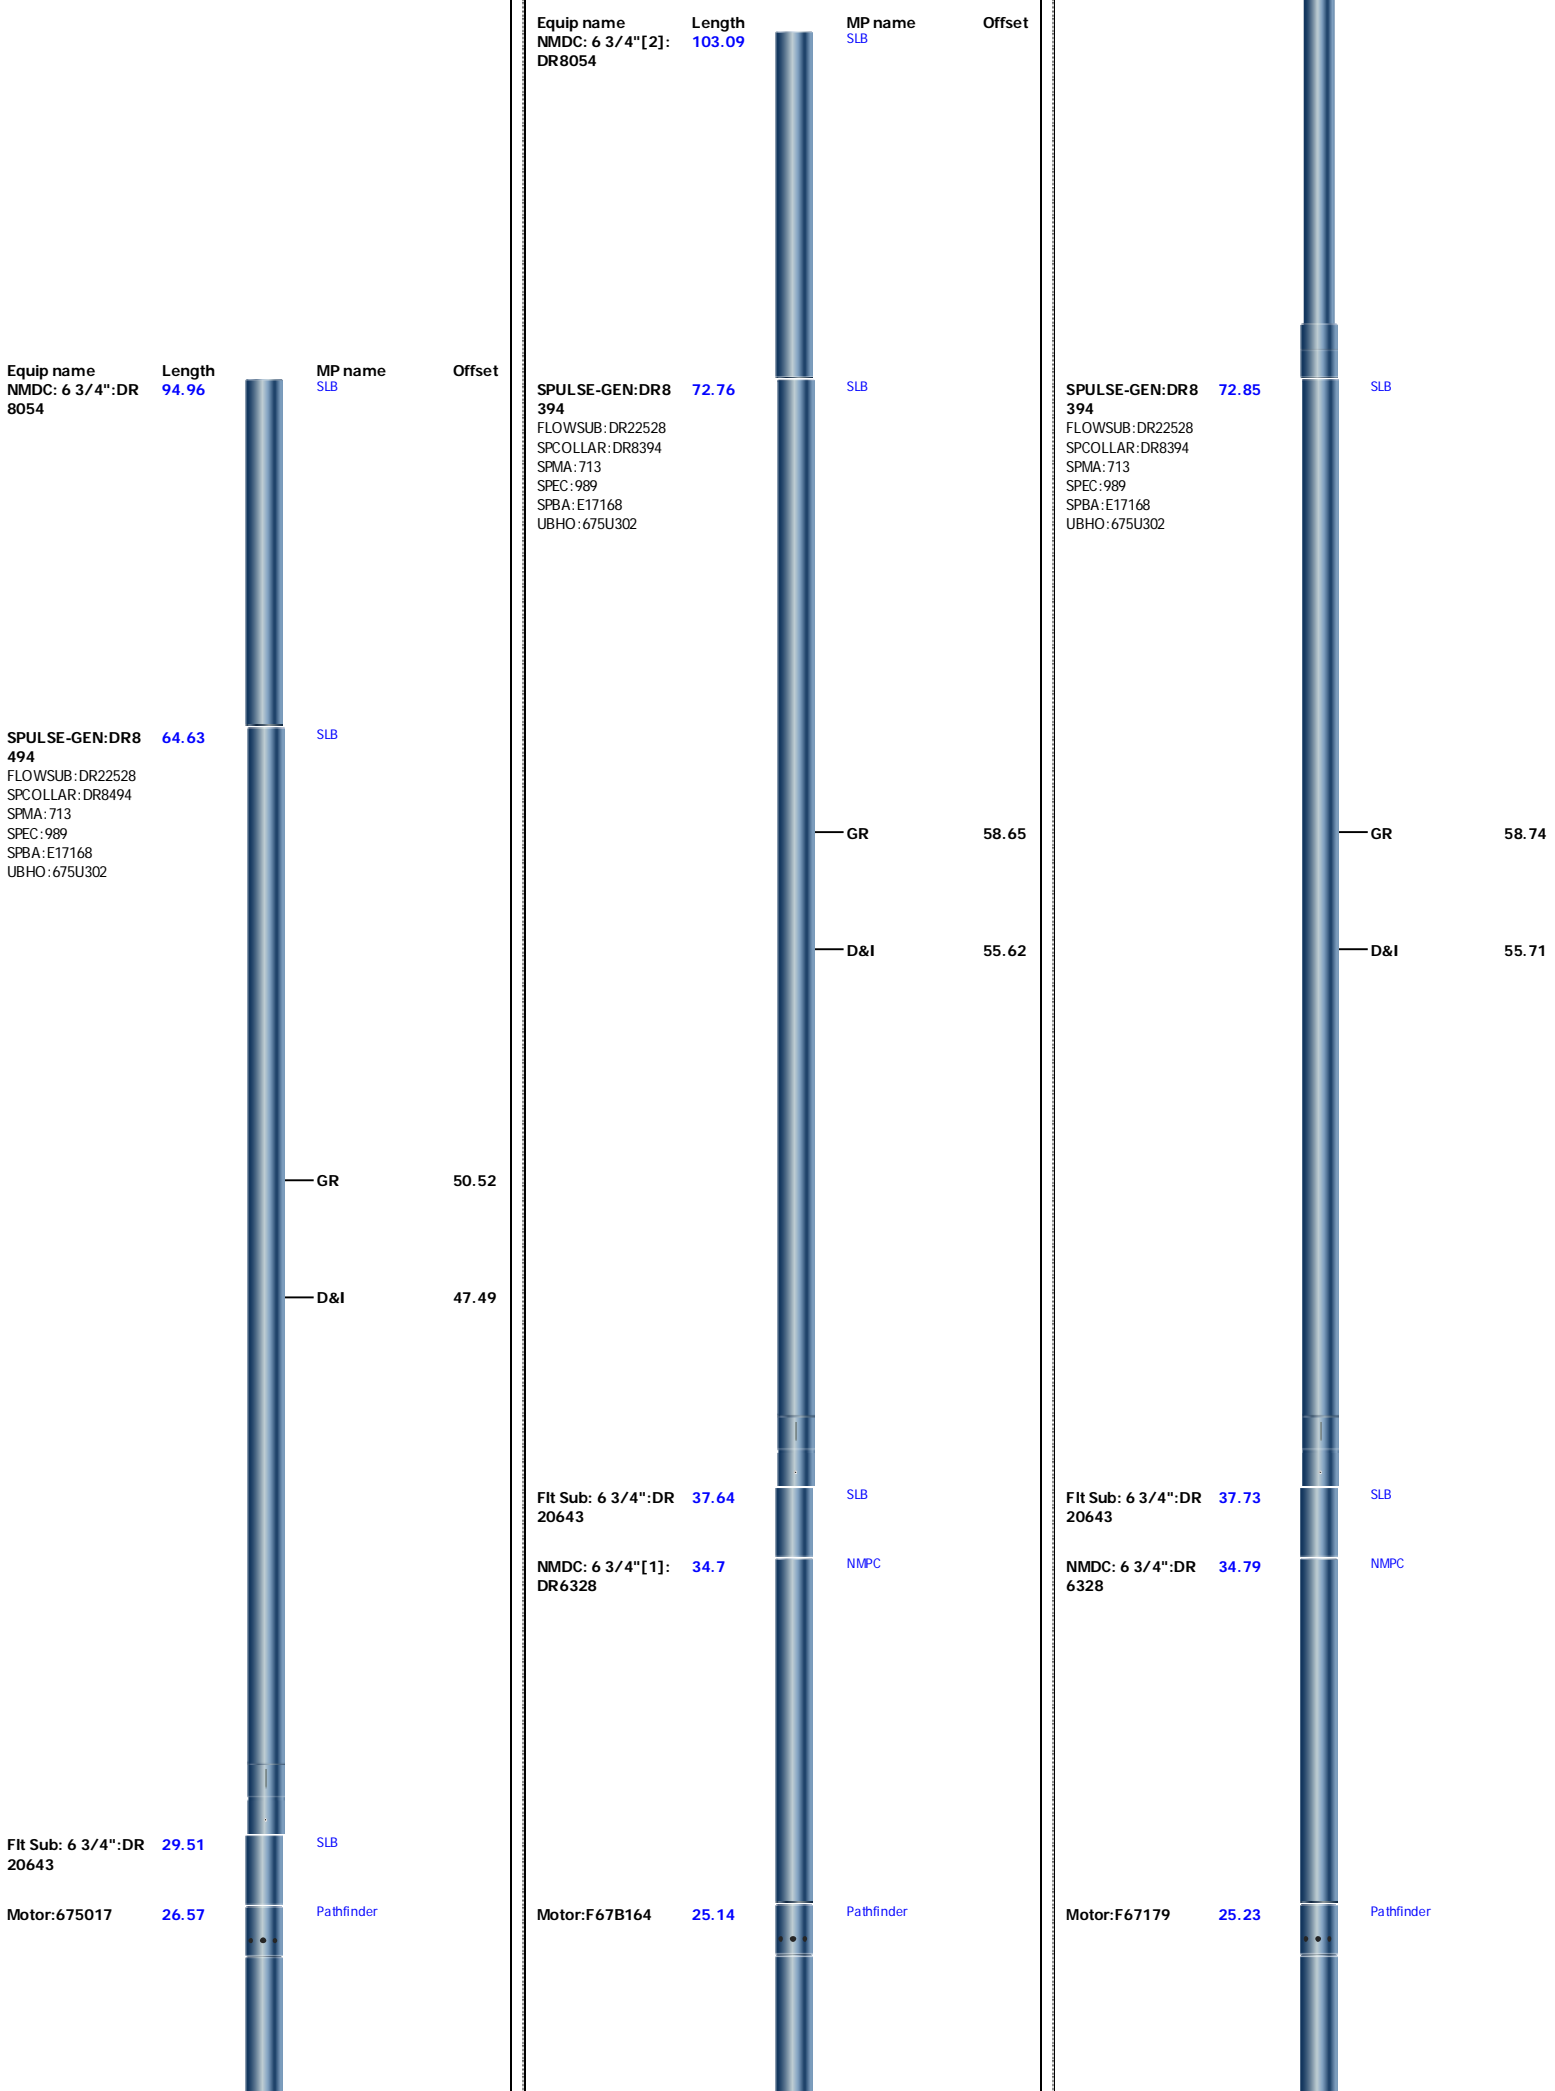 Equip name Length MP name Offset
NMDC: 6 3/4":DR 94.96 SLB
8054
SPULSE-GEN:DR8 64.63 SLB
494
FLOWSUB:DR22528
SPCOLLAR:DR8494
SPMA:713
SPEC:989
SPBA:E17168
UBHO:675U302
GR 50.52
D&I 47.49
Flt Sub: 6 3/4":DR 29.51 SLB
20643
Motor:675017 26.57 Pathfinder
Equip name Length MP name Offset
NMDC: 6 3/4"[2]: 103.09 SLB
DR8054
SPULSE-GEN:DR8 72.76 SLB
394
FLOWSUB:DR22528
SPCOLLAR:DR8394
SPMA:713
SPEC:989
SPBA:E17168
UBHO:675U302
GR 58.65
D&I 55.62
Flt Sub: 6 3/4":DR 37.64 SLB
20643
NMDC: 6 3/4"[1]: 34.7 NMPC
DR6328
Motor:F67B164 25.14 Pathfinder
SPULSE-GEN:DR8 72.85 SLB
394
FLOWSUB:DR22528
SPCOLLAR:DR8394
SPMA:713
SPEC:989
SPBA:E17168
UBHO:675U302
GR 58.74
D&I 55.71
Flt Sub: 6 3/4":DR 37.73 SLB
20643
NMDC: 6 3/4":DR 34.79 NMPC
6328
Motor:F67179 25.23 Pathfinder